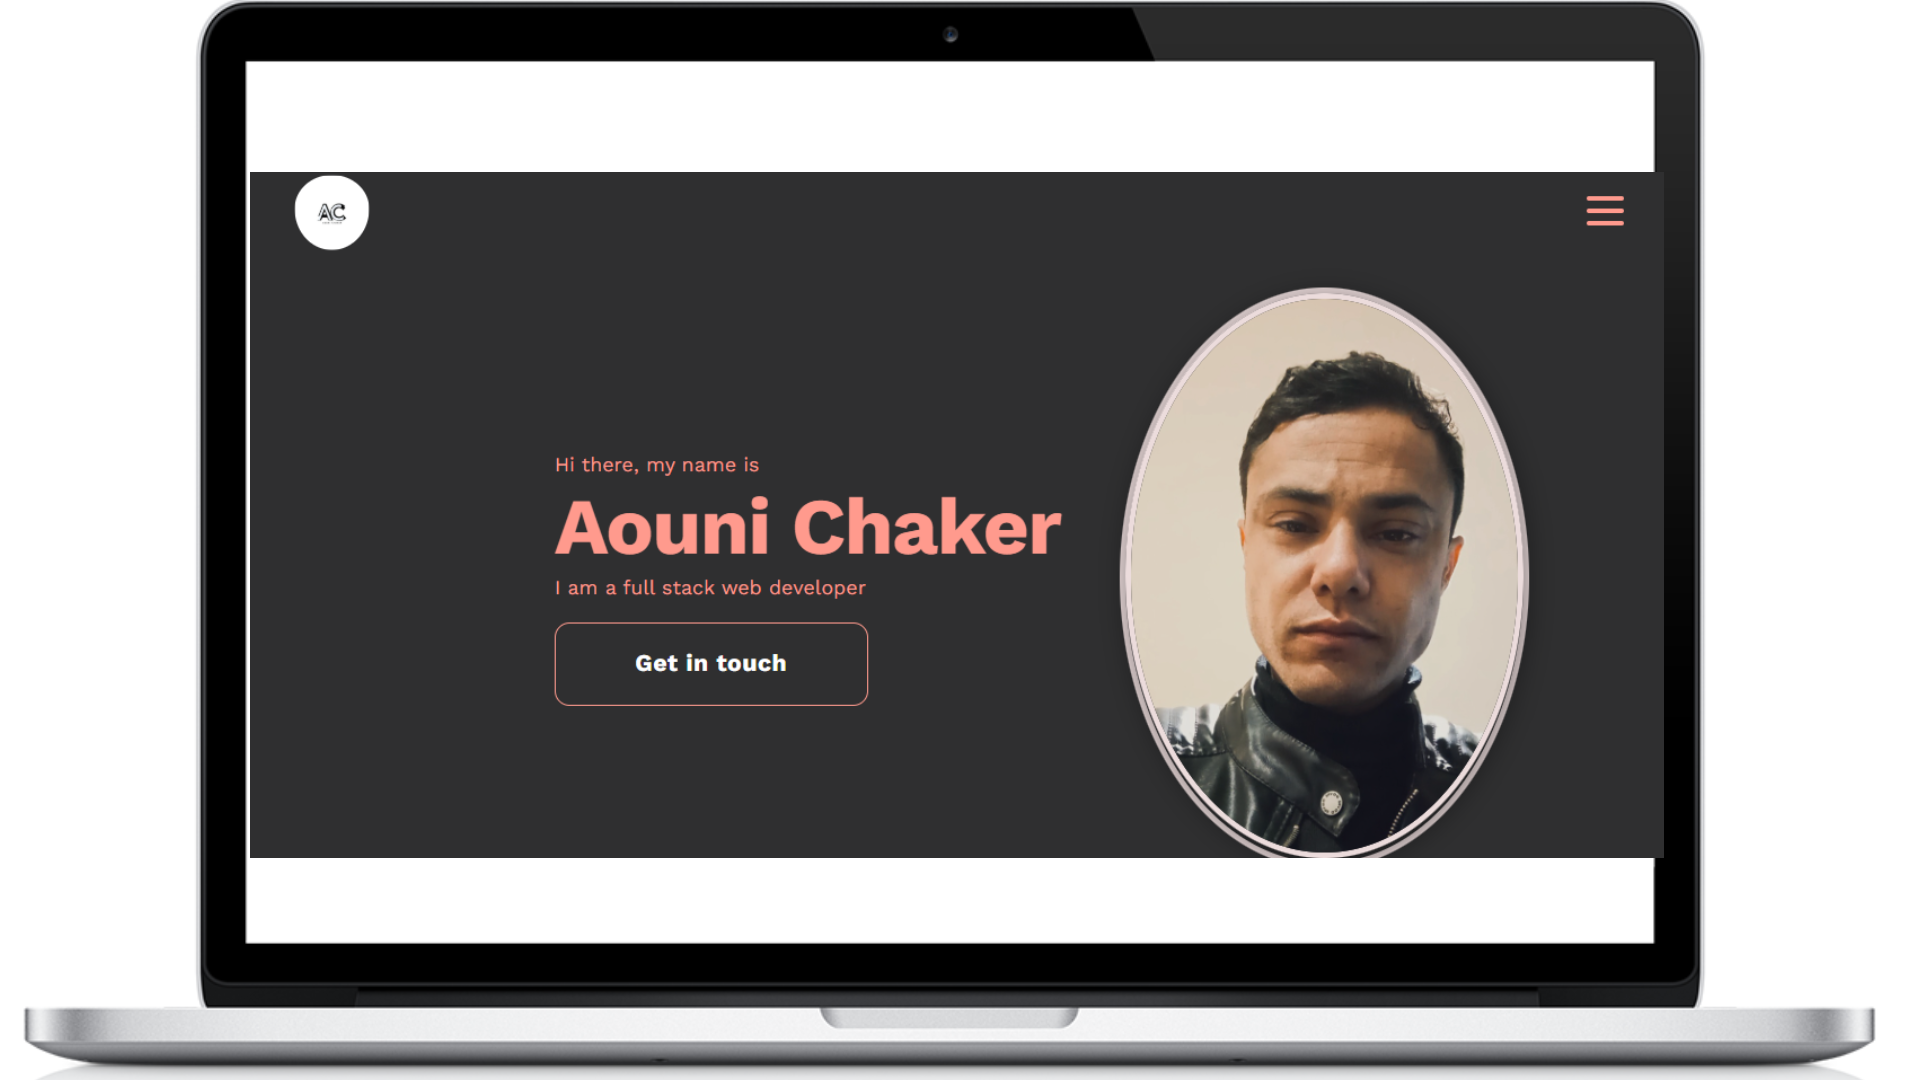 AC
Hi there, my name is
Aouni Chaker
I am a full stack web developer
Get in touch